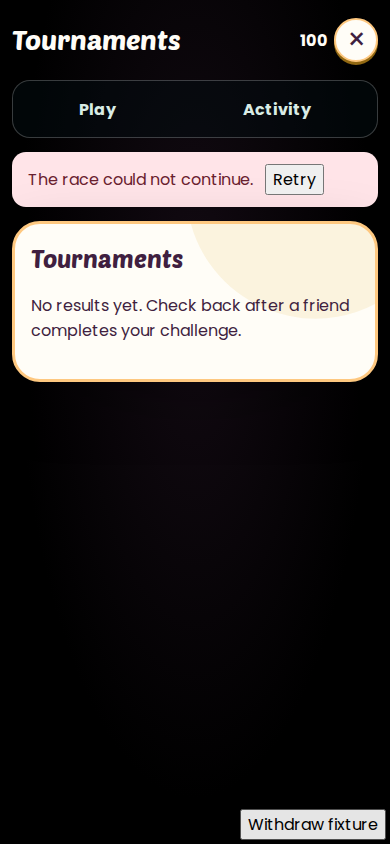 Tournaments
100 ×
Play Activity
The race could not continue. Retry
Tournaments
No results yet. Check back after a friend
completes your challenge.
Withdraw fixture